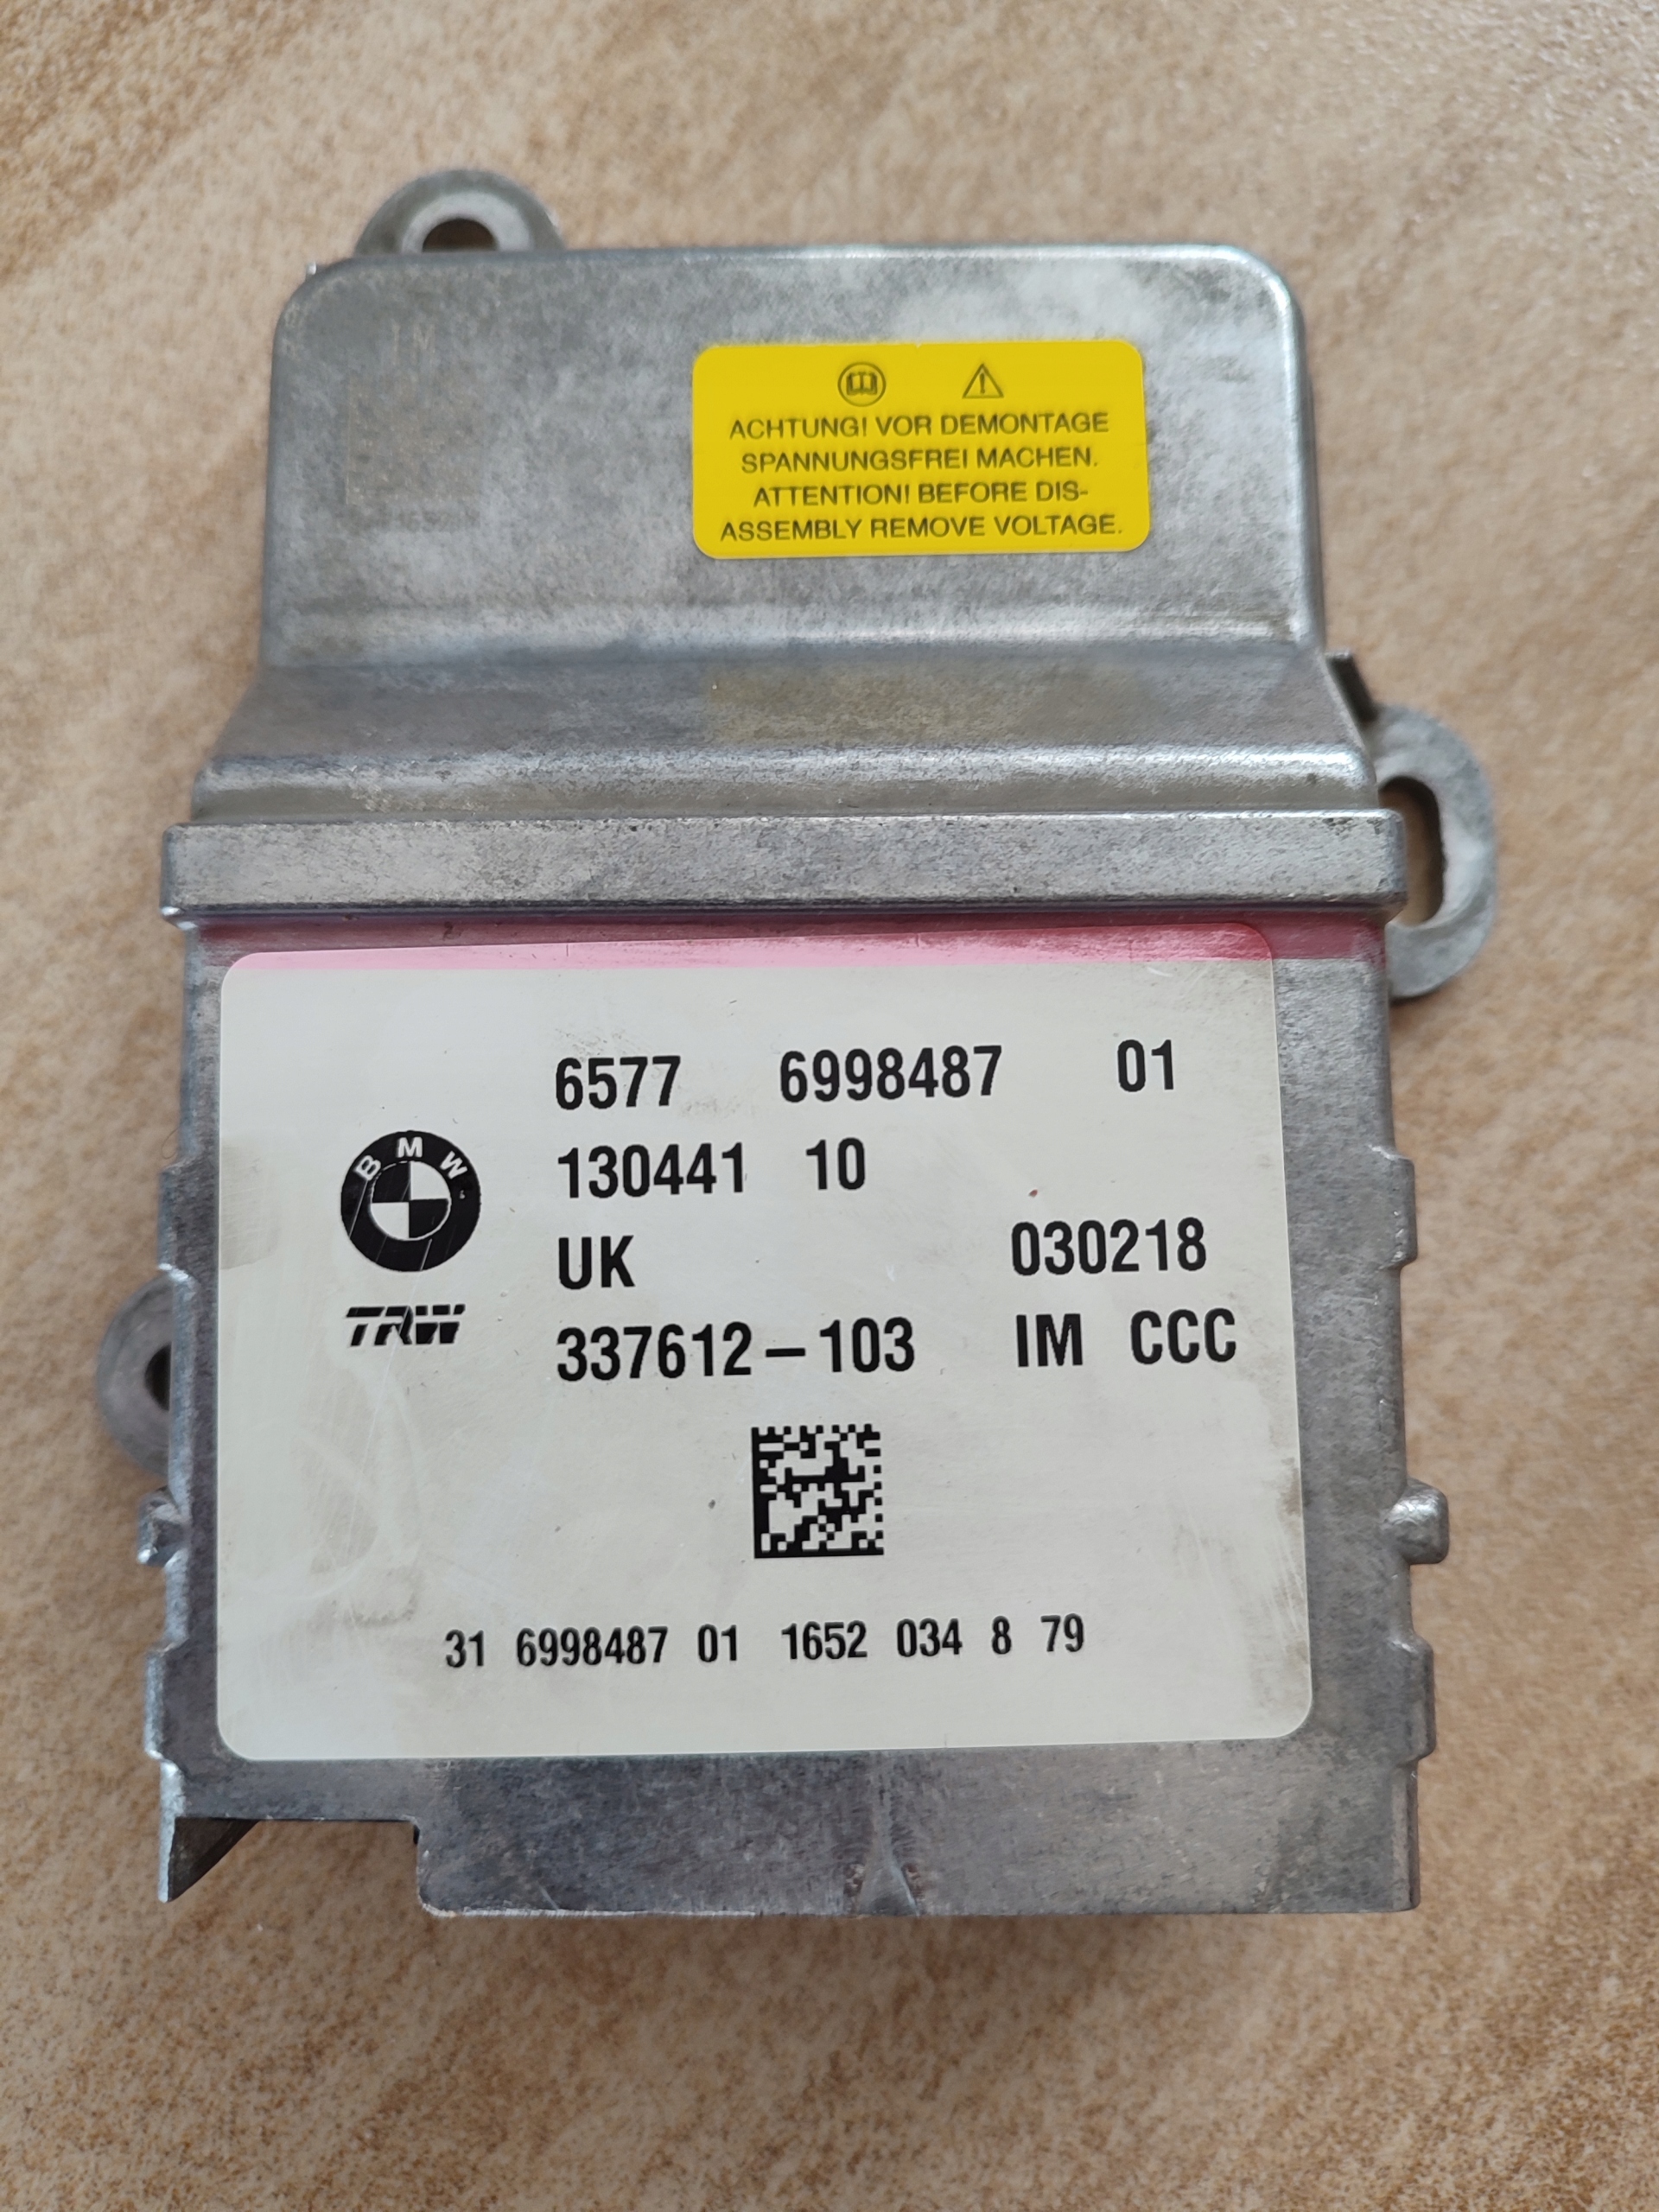 ACHTUNG! VOR DEMONTAGE
SPANNUNGSFREI MACHEN.
ATTENTION! BEFORE DIS-
ASSEMBLY REMOVE VOLTAGE.
6577 6998487 01
130441 10
BMW
UK 030218
TRW
337612-103 IM CCC
31 6998487 01 1652 034 8 79